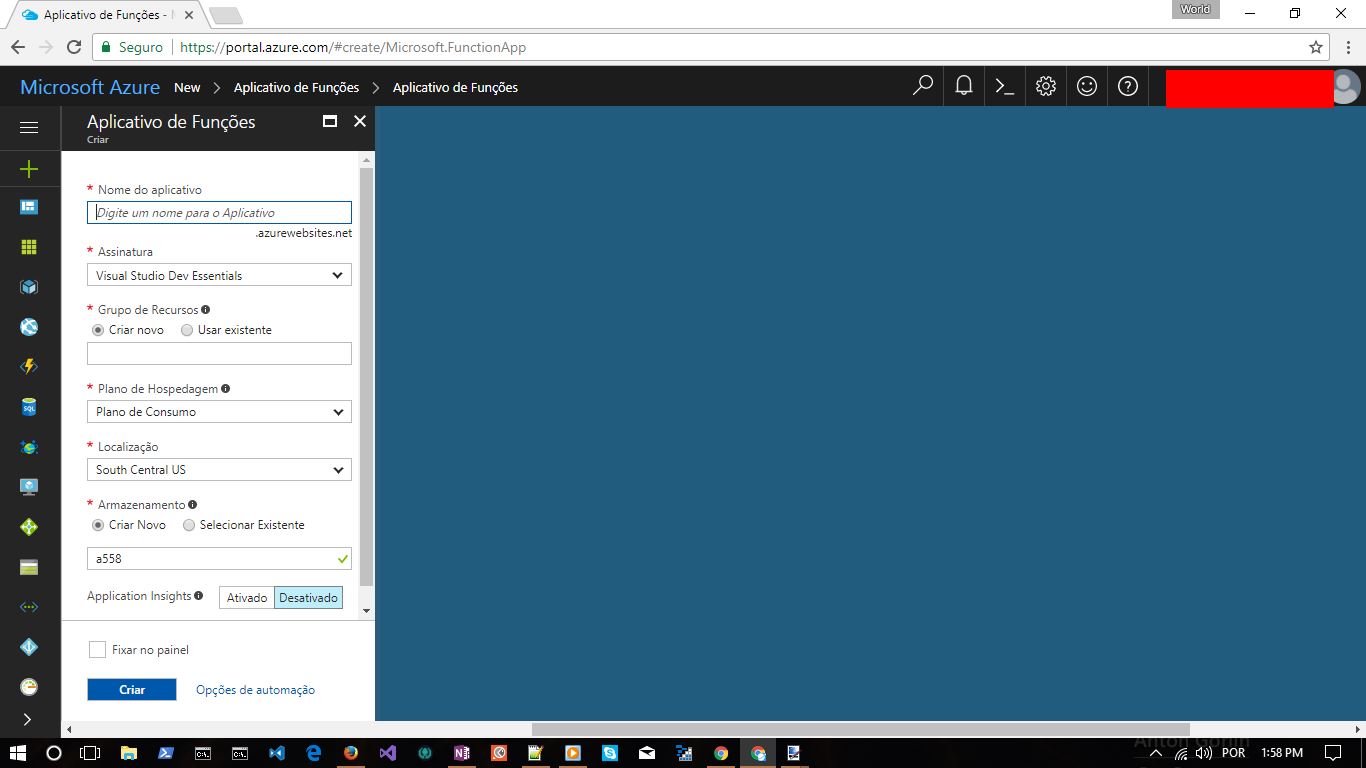 Aplicativo de Funções -
World
Seguro
https://portal.azure.com/#create/Microsoft.FunctionApp
Microsoft Azure New Aplicativo de Funções Aplicativo de Funções
Aplicativo de Funções
Criar
* Nome do aplicativo
Digite um nome para o Aplicativo
.azurewebsites.net
* Assinatura
Visual Studio Dev Essentials
* Grupo de Recursos
Criar novo Usar existente
* Plano de Hospedagem
Plano de Consumo
* Localização
South Central US
* Armazenamento
Criar Novo Selecionar Existente
a558
Application Insights Ativado Desativado
SQL
Fixar no painel
Criar Opções de automação
POR 1:58 PM